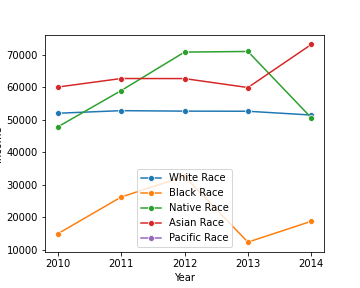 70000
60000
50000
40000
30000
20000
10000
White Race
Black Race
Native Race
Asian Race
Pacific Race
2010 2011 2012 2013 2014
Year